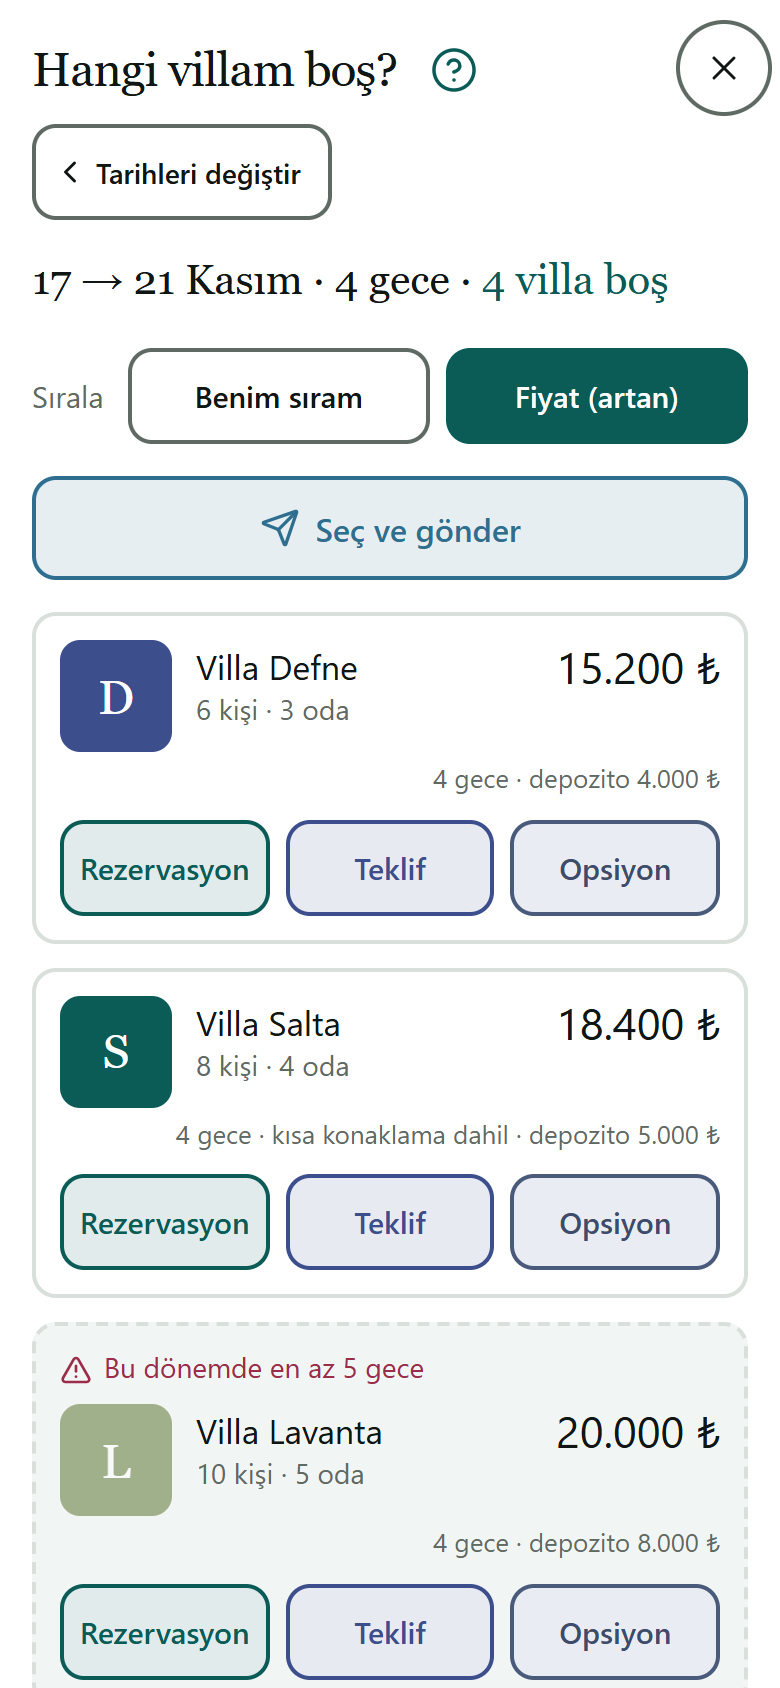 Hangi villam boş?
Tarihleri değiştir
17 → 21 Kasım · 4 gece · 4 villa boş
Sırala Benim sıram Fiyat (artan)
Seç ve gönder
D Villa Defne 15.200 ₺
6 kişi · 3 oda
4 gece · depozito 4.000 ₺
Rezervasyon Teklif Opsiyon
S Villa Salta 18.400 ₺
8 kişi · 4 oda
4 gece · kısa konaklama dahil · depozito 5.000 ₺
Rezervasyon Teklif Opsiyon
Bu dönemde en az 5 gece
L Villa Lavanta 20.000 ₺
10 kişi · 5 oda
4 gece · depozito 8.000 ₺
Rezervasyon Teklif Opsiyon